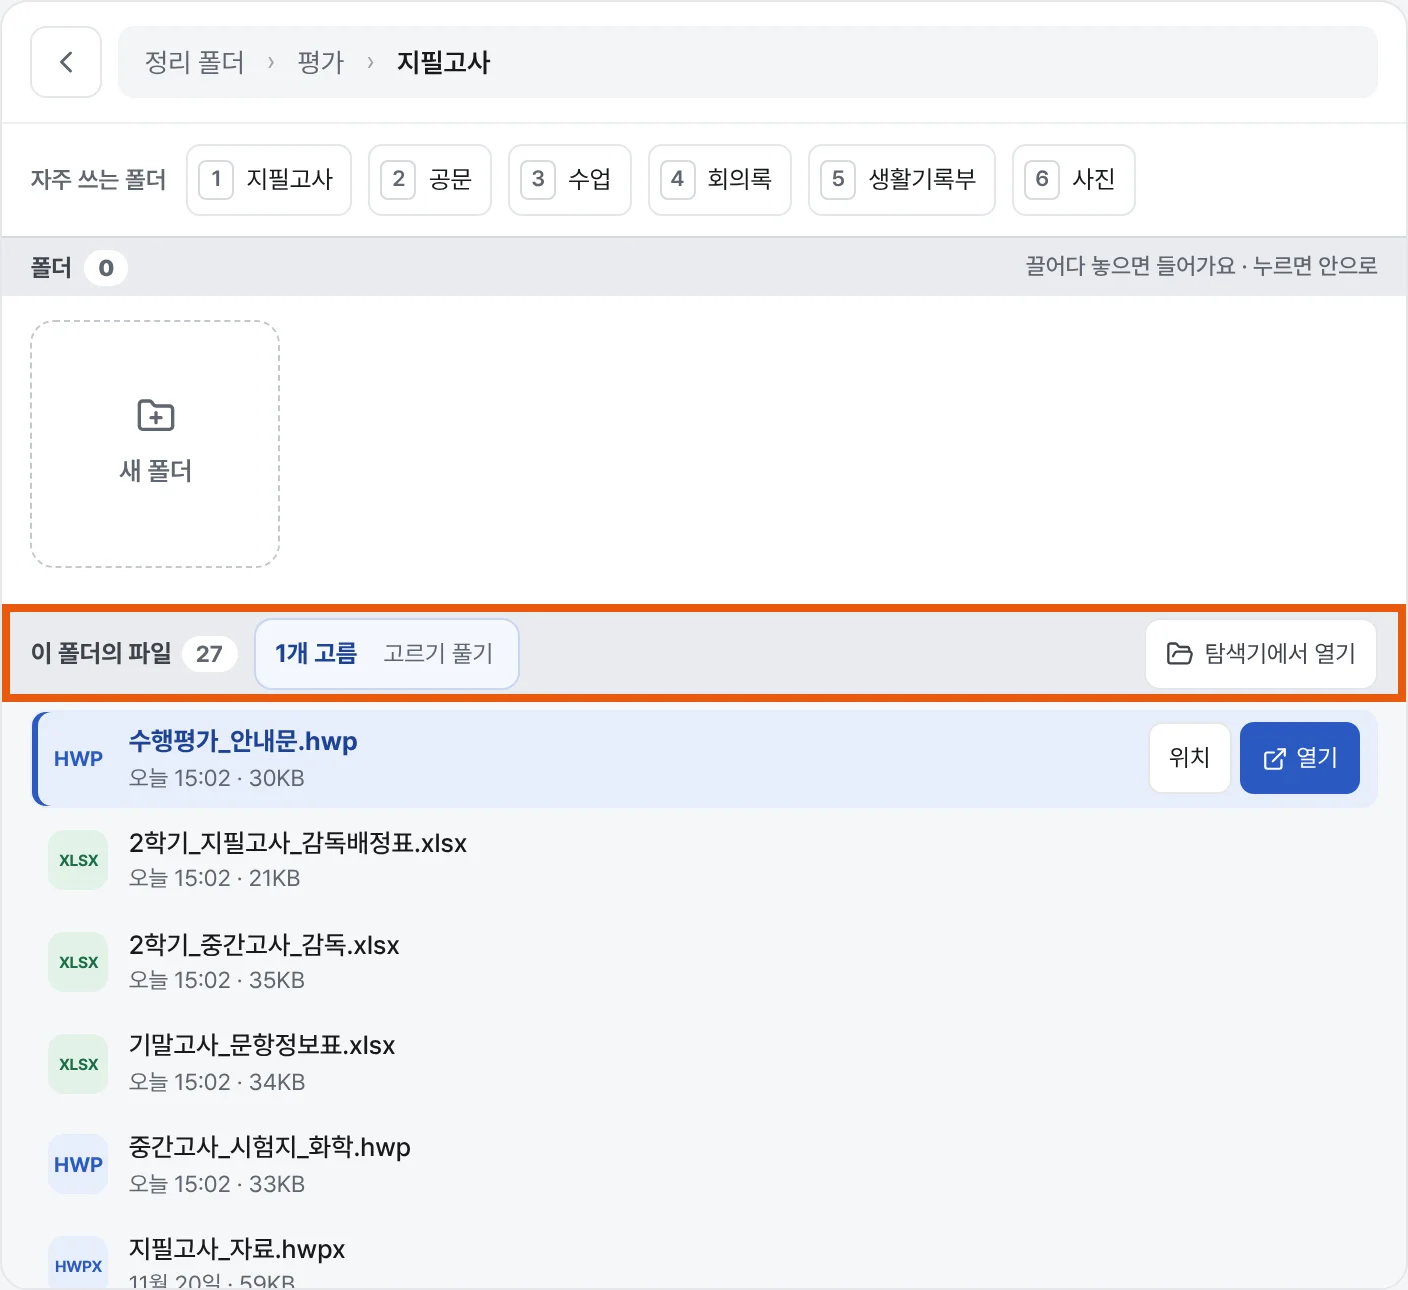 정리 폴더 › 평가 › 지필고사
자주 쓰는 폴더 1 지필고사 2 공문 3 수업 4 회의록 5 생활기록부 6 사진
폴더 0 끌어다 놓으면 들어가요 · 누르면 안으로
새 폴더
이 폴더의 파일 27 1개 고름 고르기 풀기 탐색기에서 열기
HWP 수행평가_안내문.hwp
오늘 15:02 · 30KB
위치 열기
XLSX 2학기_지필고사_감독배정표.xlsx
오늘 15:02 · 21KB
XLSX 2학기_중간고사_감독.xlsx
오늘 15:02 · 35KB
XLSX 기말고사_문항정보표.xlsx
오늘 15:02 · 34KB
HWP 중간고사_시험지_화학.hwp
오늘 15:02 · 33KB
HWPX 지필고사_자료.hwpx
11월 20일 · 59KB